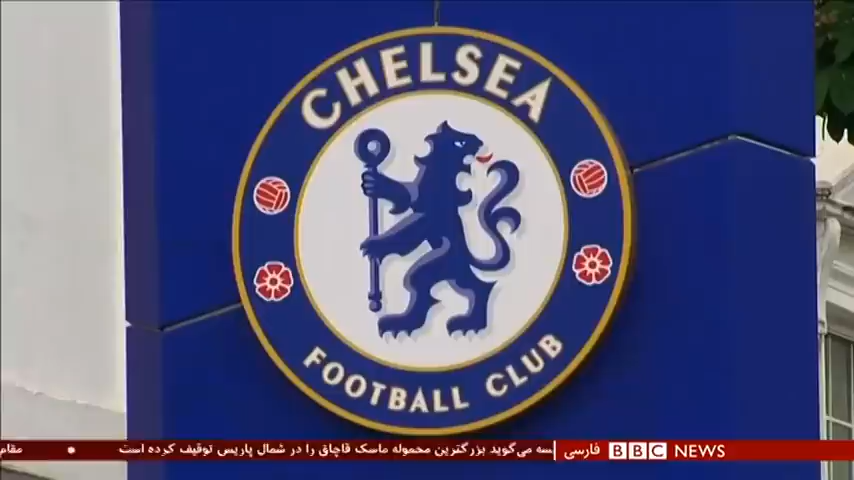 CHELSEA
FOOTBALL CLUB
فارسی BBC NEWS
سه می‌گوید بزرگترین محموله ماسک قاچاق را در شمال پاریس توقیف کرده است • مقام